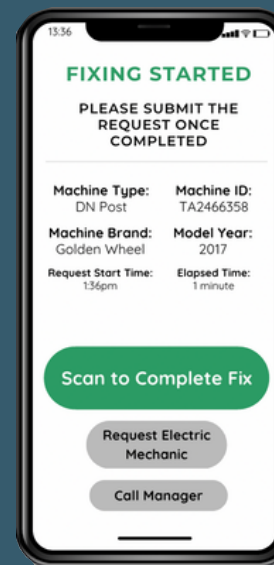 13:36
FIXING STARTED
PLEASE SUBMIT THE
REQUEST ONCE
COMPLETED
Machine Type:
DN Post
Machine ID:
TA2466358
Machine Brand:
Golden Wheel
Model Year:
2017
Request Start Time:
1:36pm
Elapsed Time:
1 minute
Scan to Complete Fix
Request Electric
Mechanic
Call Manager